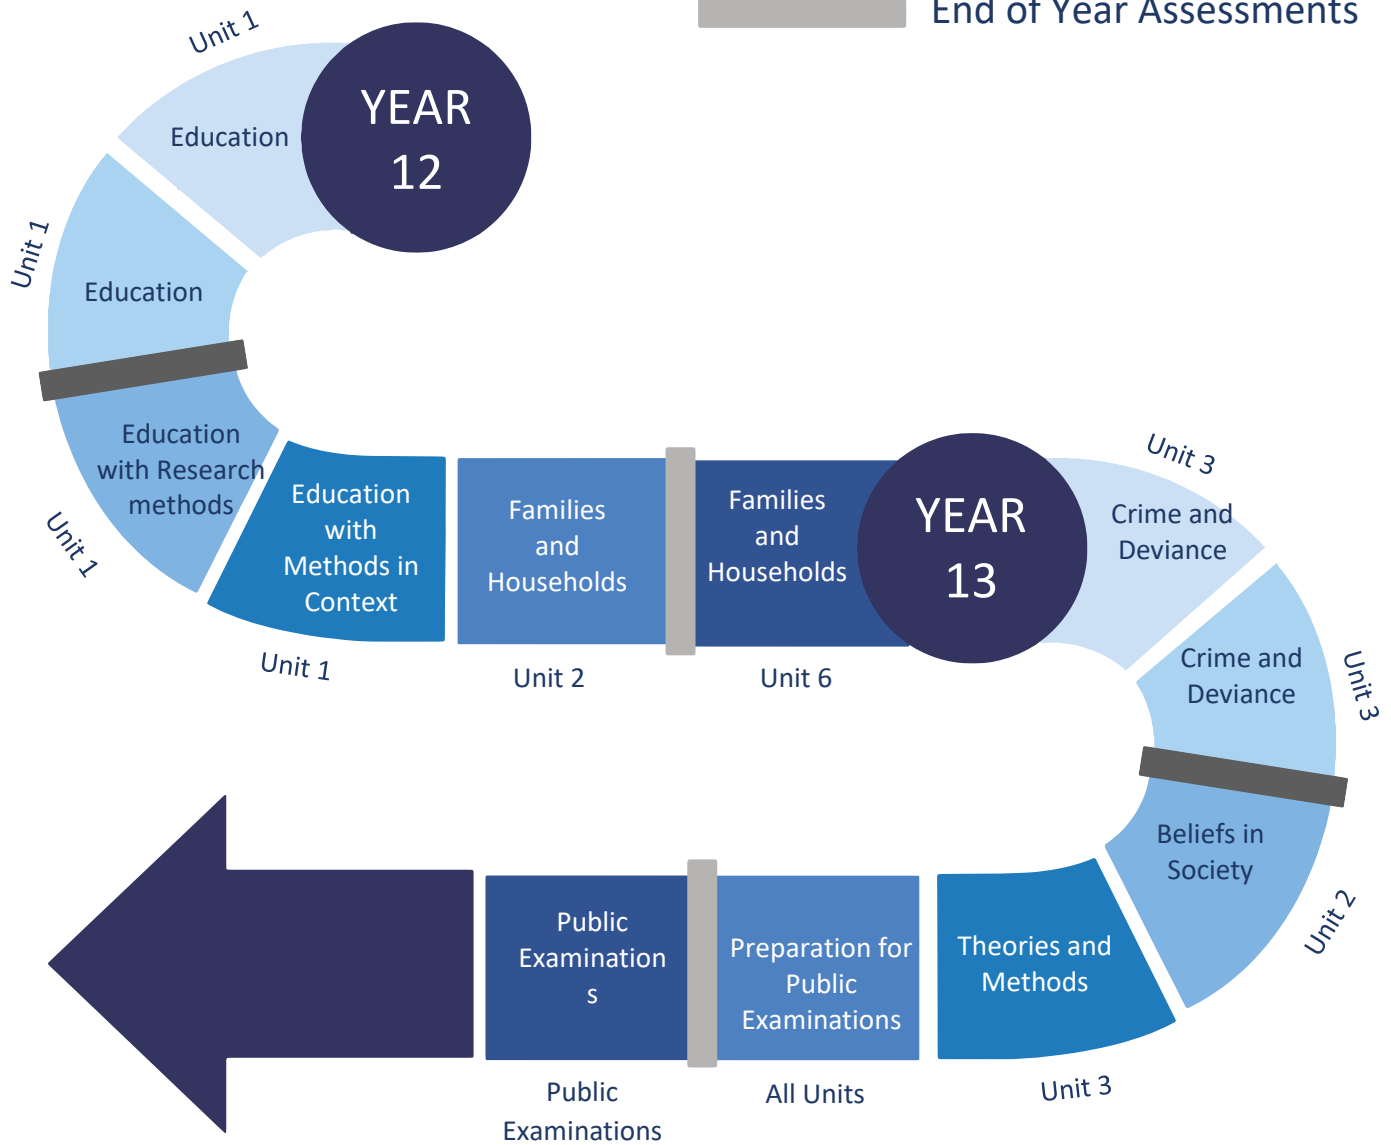 End of Year Assessments
Unit 1
YEAR
12
Education
Unit 1
Education
Education
with Research
methods
Unit 1
Education
with
Methods in
Context
Unit 1
Families
and
Households
Unit 2
Families
and
Households
Unit 6
YEAR
13
Unit 3
Crime and
Deviance
Crime and
Deviance
Unit 3
Beliefs in
Society
Unit 2
Theories and
Methods
Unit 3
Preparation for
Public
Examinations
All Units
Public
Examination
s
Public
Examinations